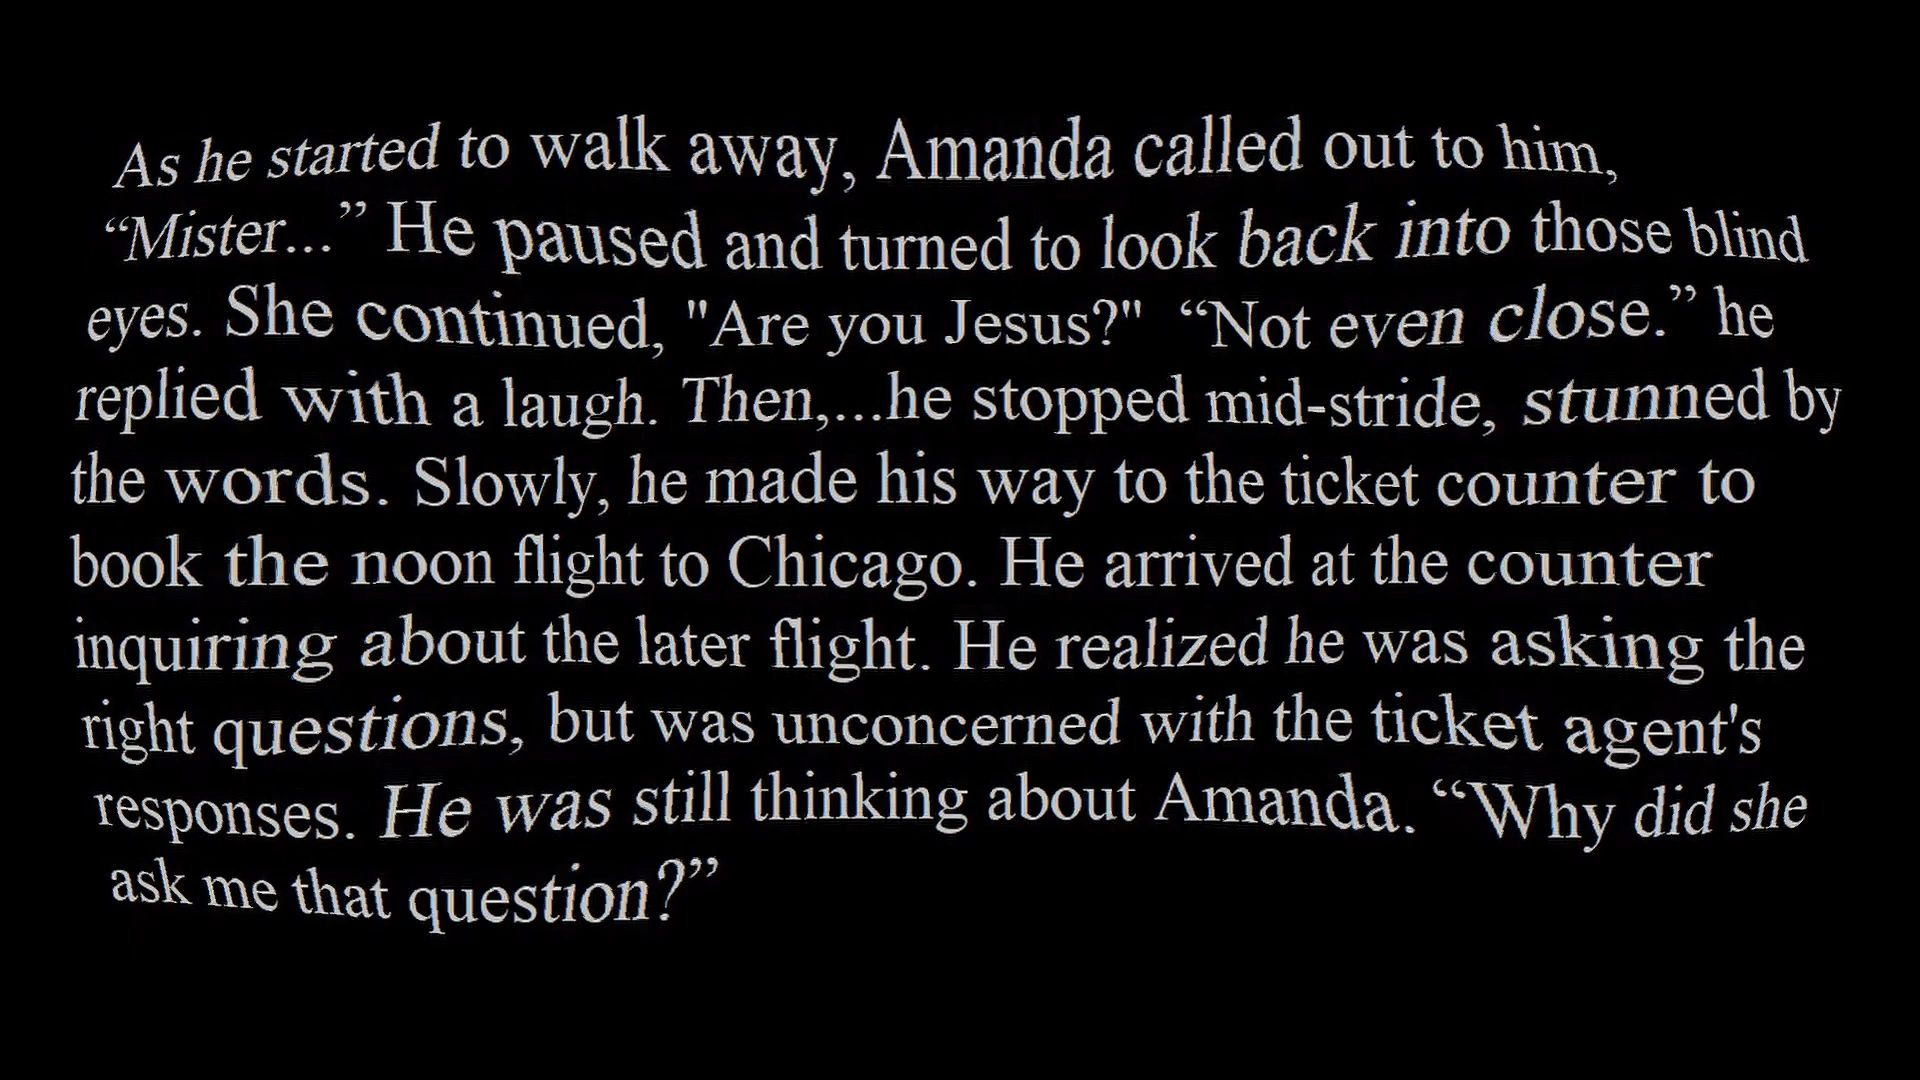 As he started to walk away, Amanda called out to him,
“Mister...” He paused and turned to look back into those blind
eyes. She continued, "Are you Jesus?" “Not even close.” he
replied with a laugh. Then,...he stopped mid-stride, stunned by
the words. Slowly, he made his way to the ticket counter to
book the noon flight to Chicago. He arrived at the counter
inquiring about the later flight. He realized he was asking the
right questions, but was unconcerned with the ticket agent's
responses. He was still thinking about Amanda. “Why did she
ask me that question?”